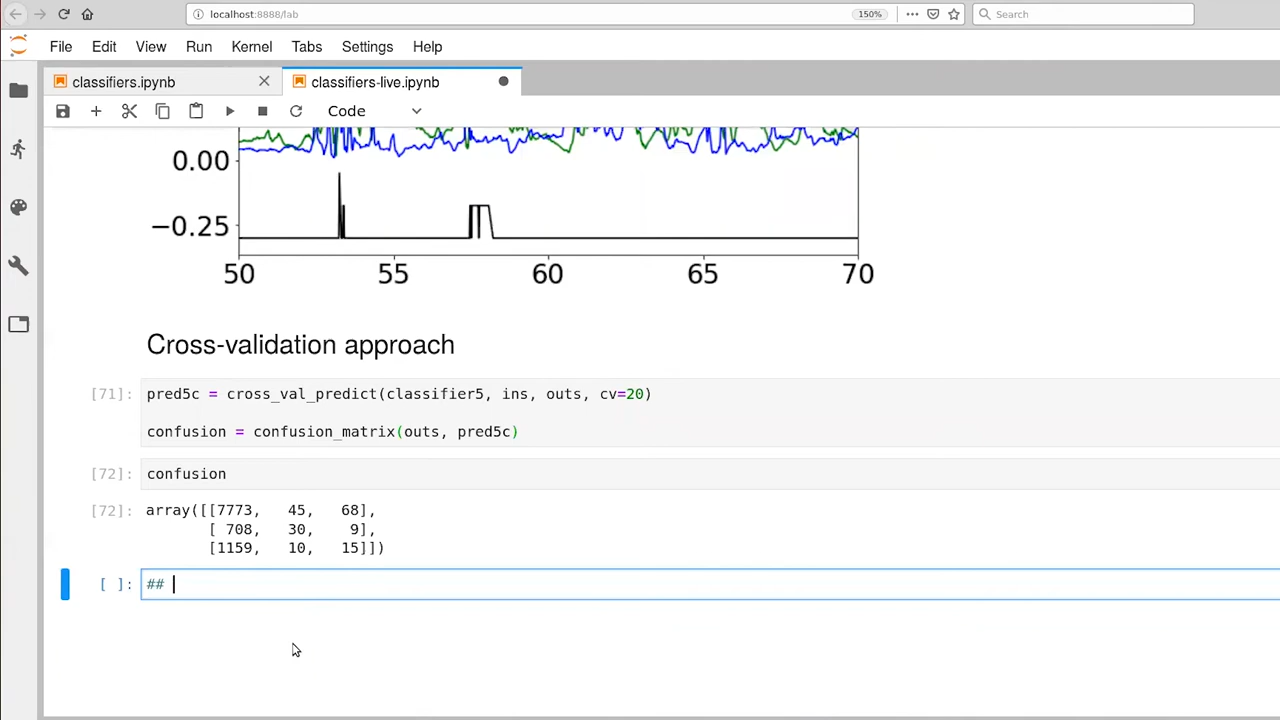 localhost:8888/lab
150%
Search
File Edit View Run Kernel Tabs Settings Help
classifiers.ipynb
classifiers-live.ipynb
Code
0.00
−0.25
50 55 60 65 70
Cross-validation approach
[71]: pred5c = cross_val_predict(classifier5, ins, outs, cv=20)
confusion = confusion_matrix(outs, pred5c)
[72]: confusion
[72]: array([[7773, 45, 68],
[ 708, 30, 9],
[1159, 10, 15]])
[ ]: ##